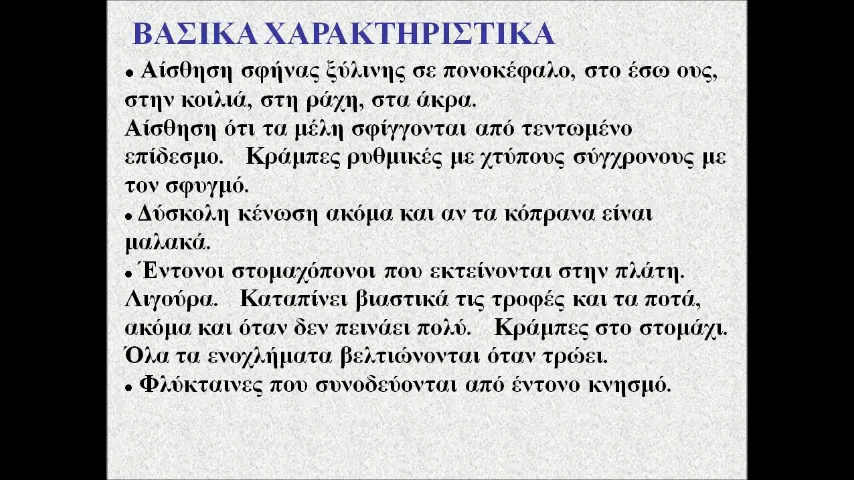 ΒΑΣΙΚΑ ΧΑΡΑΚΤΗΡΙΣΤΙΚΑ
● Αίσθηση σφήνας ξύλινης σε πονοκέφαλο, στο έσω ους,
στην κοιλιά, στη ράχη, στα άκρα.
Αίσθηση ότι τα μέλη σφίγγονται από τεντωμένο
επίδεσμο. Κράμπες ρυθμικές με χτύπους σύγχρονους με
τον σφυγμό.
● Δύσκολη κένωση ακόμα και αν τα κόπρανα είναι
μαλακά.
● Έντονοι στομαχόπονοι που εκτείνονται στην πλάτη.
Λιγούρα. Καταπίνει βιαστικά τις τροφές και τα ποτά,
ακόμα και όταν δεν πεινάει πολύ. Κράμπες στο στομάχι.
Όλα τα ενοχλήματα βελτιώνονται όταν τρώει.
● Φλύκταινες που συνοδεύονται από έντονο κνησμό.